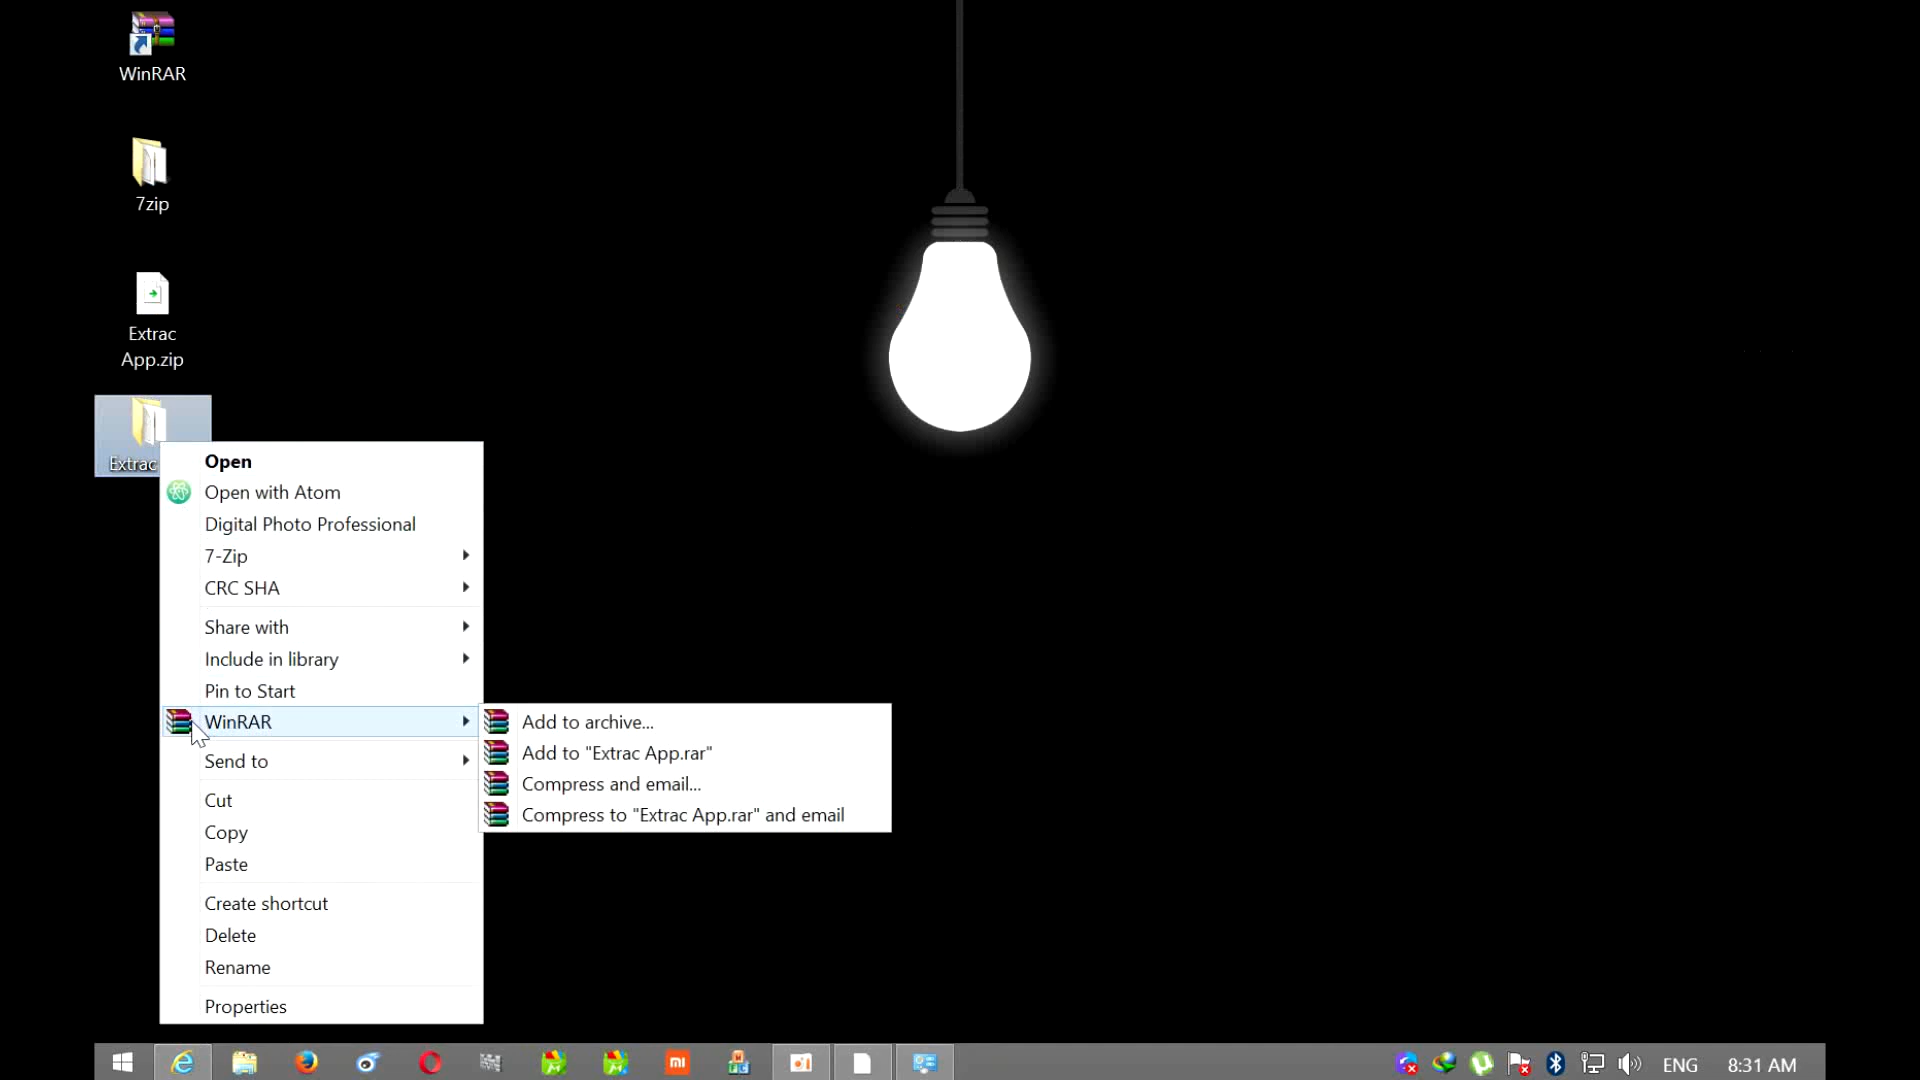 WinRAR
7zip
Extrac
App.zip
Extrac
Open
Open with Atom
Digital Photo Professional
7-Zip
CRC SHA
Share with
Include in library
Pin to Start
WinRAR
Send to
Cut
Copy
Paste
Create shortcut
Delete
Rename
Properties
Add to archive...
Add to "Extrac App.rar"
Compress and email...
Compress to "Extrac App.rar" and email
ENG
8:31 AM